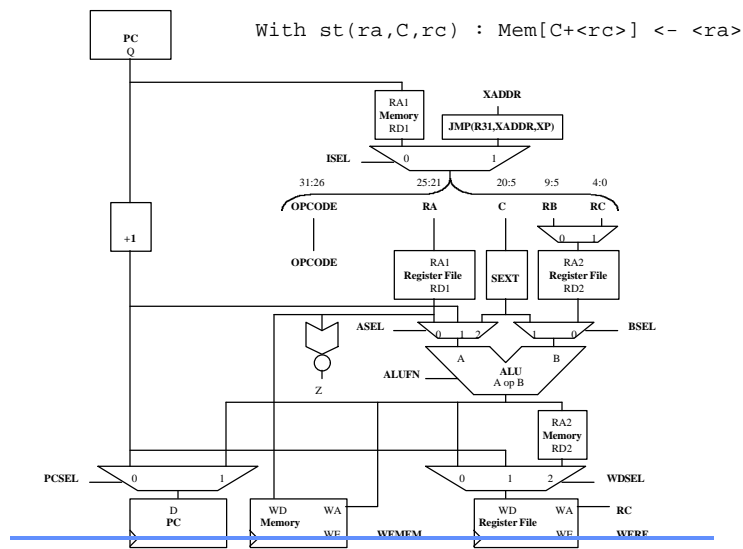 With st(ra,C,rc) : Mem[C+<rc>] <- <ra>
PC
Q
XADDR
RA1
Memory
RD1
JMP(R31,XADDR,XP)
ISEL
0 1
31:26 25:21 20:5 9:5 4:0
OPCODE RA C RB RC
+1
0 1
OPCODE
RA1
Register File
RD1
SEXT
RA2
Register File
RD2
ASEL
0 1 2
1 0
BSEL
A B
ALU
A op B
ALUFN
Z
RA2
Memory
RD2
PCSEL
0 1
0 1 2
WDSEL
D
PC
WD WA
Memory
WE
WEMEM
WD WA
Register File
WE
RC
WERF